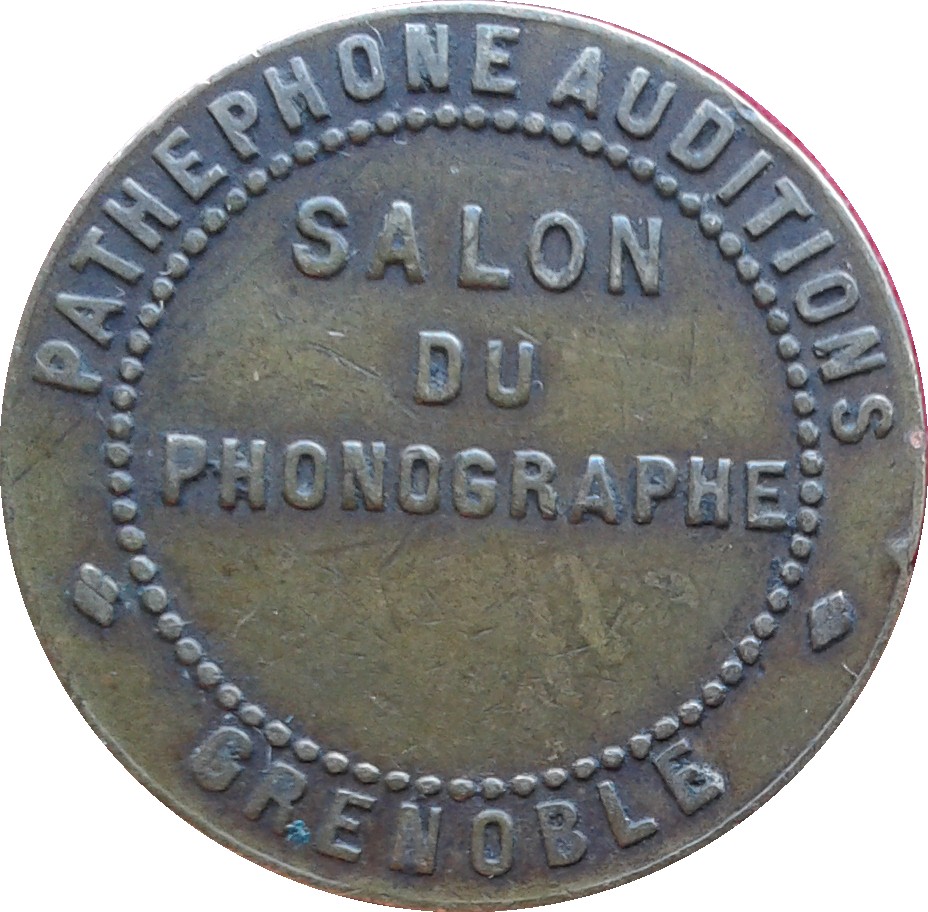 PATHEPHONE AUDITIONS
SALON
DU
PHONOGRAPHE
GRENOBLE